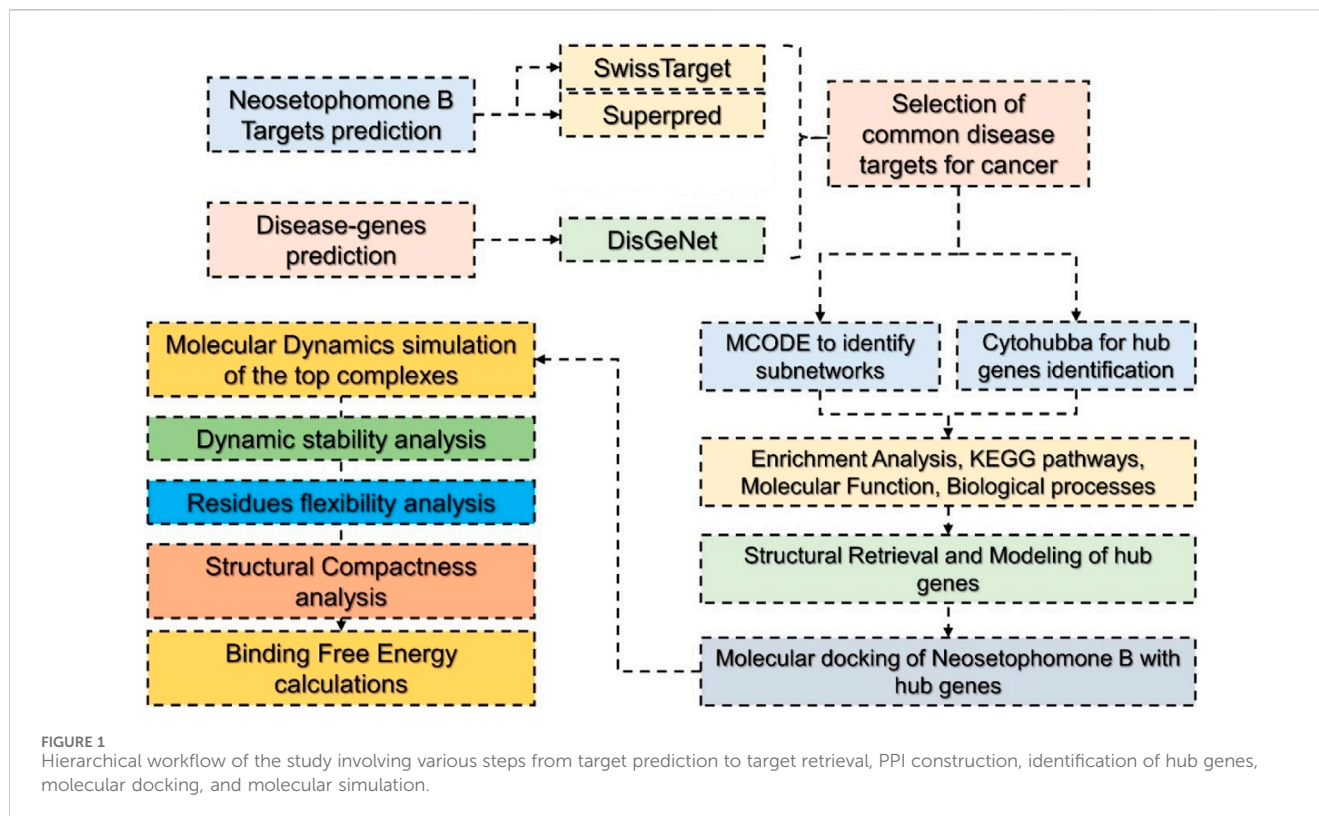 Neosetophomone B
Targets prediction
SwissTarget
Superpred
Selection of
common disease
targets for cancer
Disease-genes
prediction
DisGeNet
MCODE to identify
subnetworks
Cytohubba for hub
genes identification
Enrichment Analysis, KEGG pathways,
Molecular Function, Biological processes
Structural Retrieval and Modeling of hub
genes
Molecular docking of Neosetophomone B with
hub genes
Molecular Dynamics simulation
of the top complexes
Dynamic stability analysis
Residues flexibility analysis
Structural Compactness
analysis
Binding Free Energy
calculations
FIGURE 1
Hierarchical workflow of the study involving various steps from target prediction to target retrieval, PPI construction, identification of hub genes,
molecular docking, and molecular simulation.